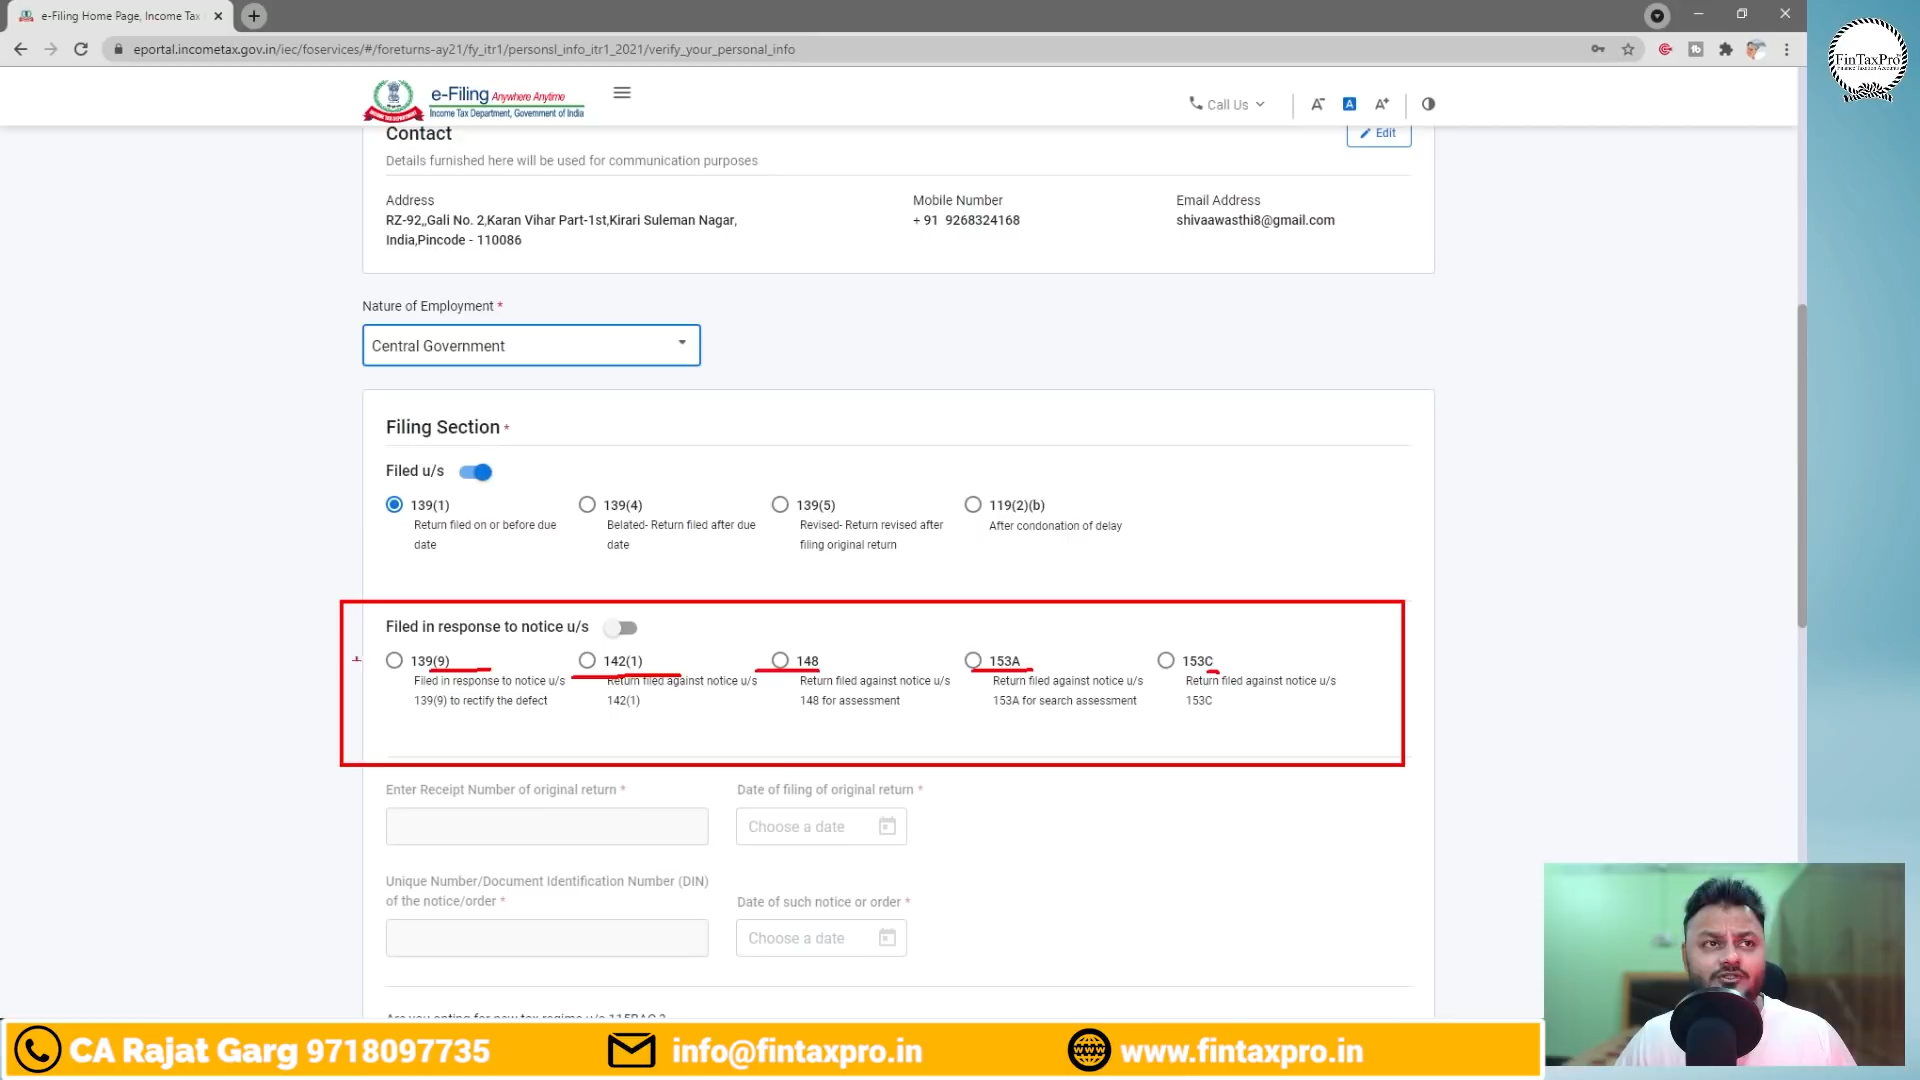 e-Filing Home Page, Income Tax
eportal.incometax.gov.in/iec/foservices/#/foreturns-ay21/fy_itr1/personsl_info_itr1_2021/verify_your_personal_info
FinTaxPro
e-Filing Anywhere Anytime
Income Tax Department, Government of India
Call Us
A-
A
A+
Contact
Edit
Details furnished here will be used for communication purposes
Address
Mobile Number
Email Address
RZ-92,,Gali No. 2,Karan Vihar Part-1st,Kirari Suleman Nagar,
+ 91 9268324168
shivaawasthi8@gmail.com
India,Pincode - 110086
Nature of Employment *
Central Government
Filing Section *
Filed u/s
139(1)
Return filed on or before due
date
139(4)
Belated- Return filed after due
date
139(5)
Revised- Return revised after
filing original return
119(2)(b)
After condonation of delay
Filed in response to notice u/s
139(9)
Filed in response to notice u/s
139(9) to rectify the defect
142(1)
Return filed against notice u/s
142(1)
148
Return filed against notice u/s
148 for assessment
153A
Return filed against notice u/s
153A for search assessment
153C
Return filed against notice u/s
153C
Enter Receipt Number of original return *
Date of filing of original return *
Choose a date
Unique Number/Document Identification Number (DIN)
of the notice/order *
Date of such notice or order *
Choose a date
Are you opting for new tax regime u/s 115BAC ?
CA Rajat Garg 9718097735
info@fintaxpro.in
WWW
www.fintaxpro.in